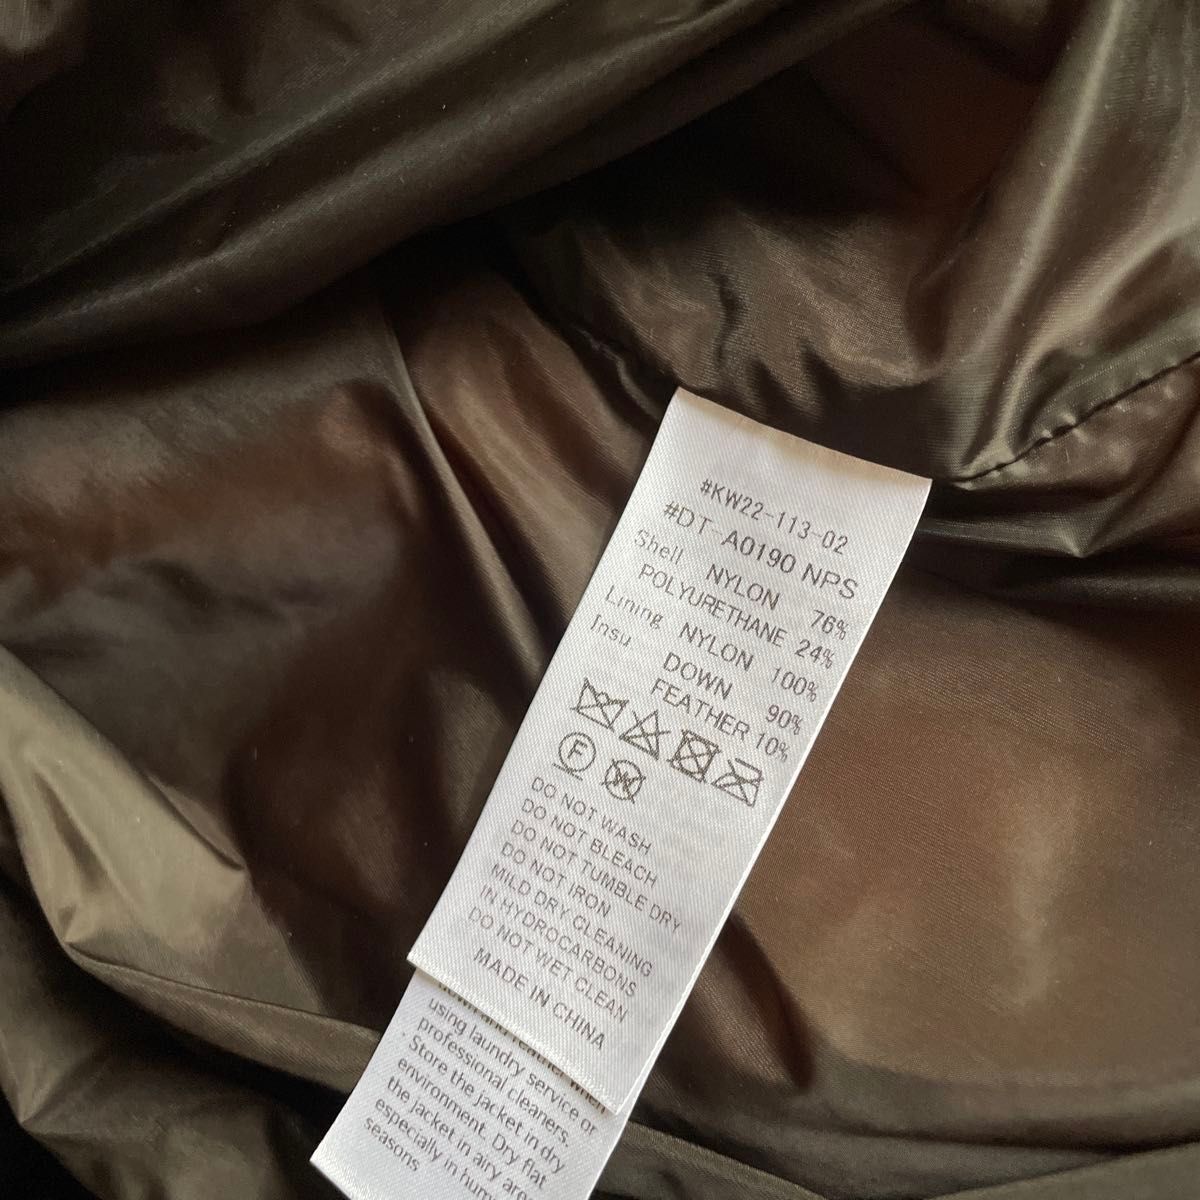 #KW22-113-02
#DT-A0190 NPS
Shell NYLON 76%
POLYURETHANE 24%
Lining NYLON 100%
Insu DOWN 90%
FEATHER 10%
F
W
DO NOT WASH
DO NOT BLEACH
DO NOT TUMBLE DRY
DO NOT IRON
MILD DRY CLEANING
IN HYDROCARBONS
DO NOT WET CLEAN
MADE IN CHINA
when
using laundry service or
professional cleaners.
Store the jacket in dry
environment. Dry flat
the jacket in airy
especially in
seasons